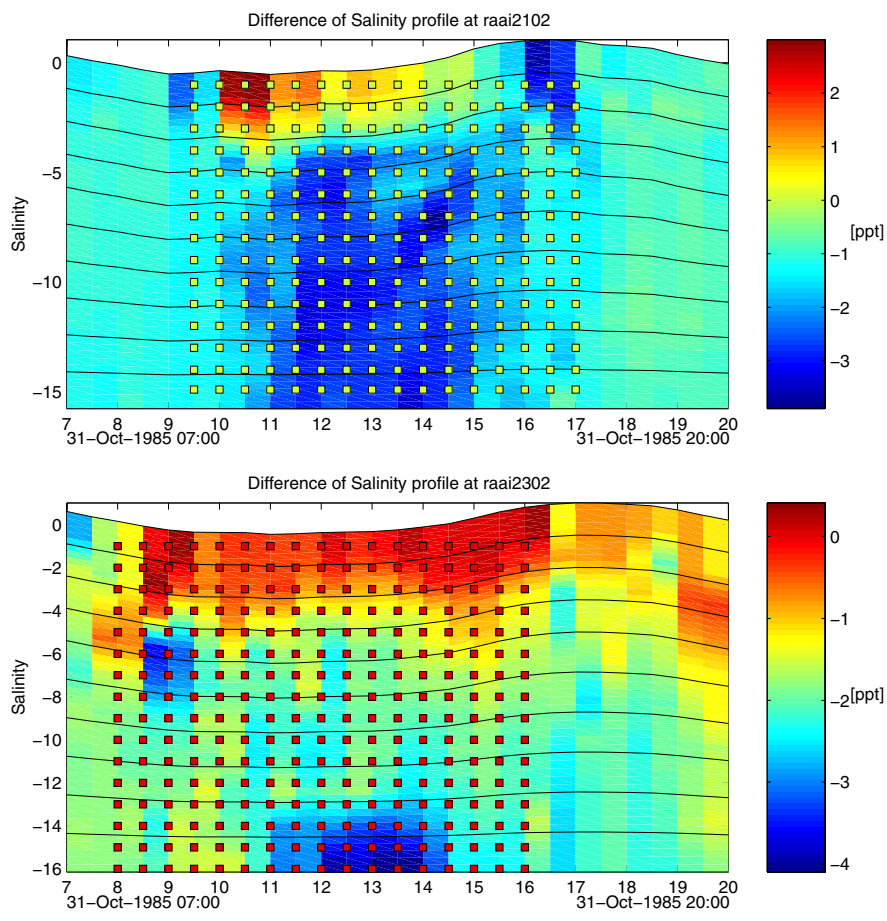 Difference of Salinity profile at raai2102
0
−5
−10
−15
Salinity
7 8 9 10 11 12 13 14 15 16 17 18 19 20
31−Oct−1985 07:00 31−Oct−1985 20:00
2
1
0
−1
−2
−3
[ppt]
Difference of Salinity profile at raai2302
0
−2
−4
−6
−8
−10
−12
−14
−16
Salinity
7 8 9 10 11 12 13 14 15 16 17 18 19 20
31−Oct−1985 07:00 31−Oct−1985 20:00
0
−1
−2
−3
−4
[ppt]